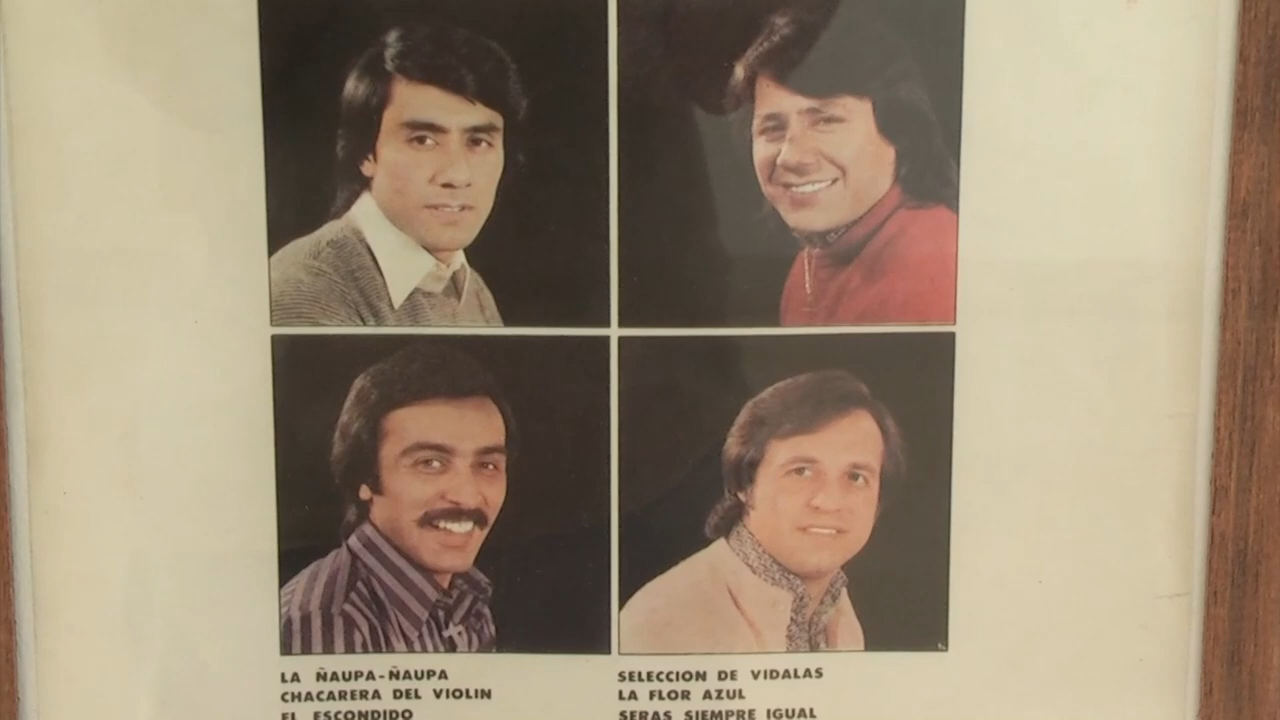 LA ÑAUPA-ÑAUPA
CHACARERA DEL VIOLIN
EL ESCONDIDO
SELECCION DE VIDALAS
LA FLOR AZUL
SERAS SIEMPRE IGUAL